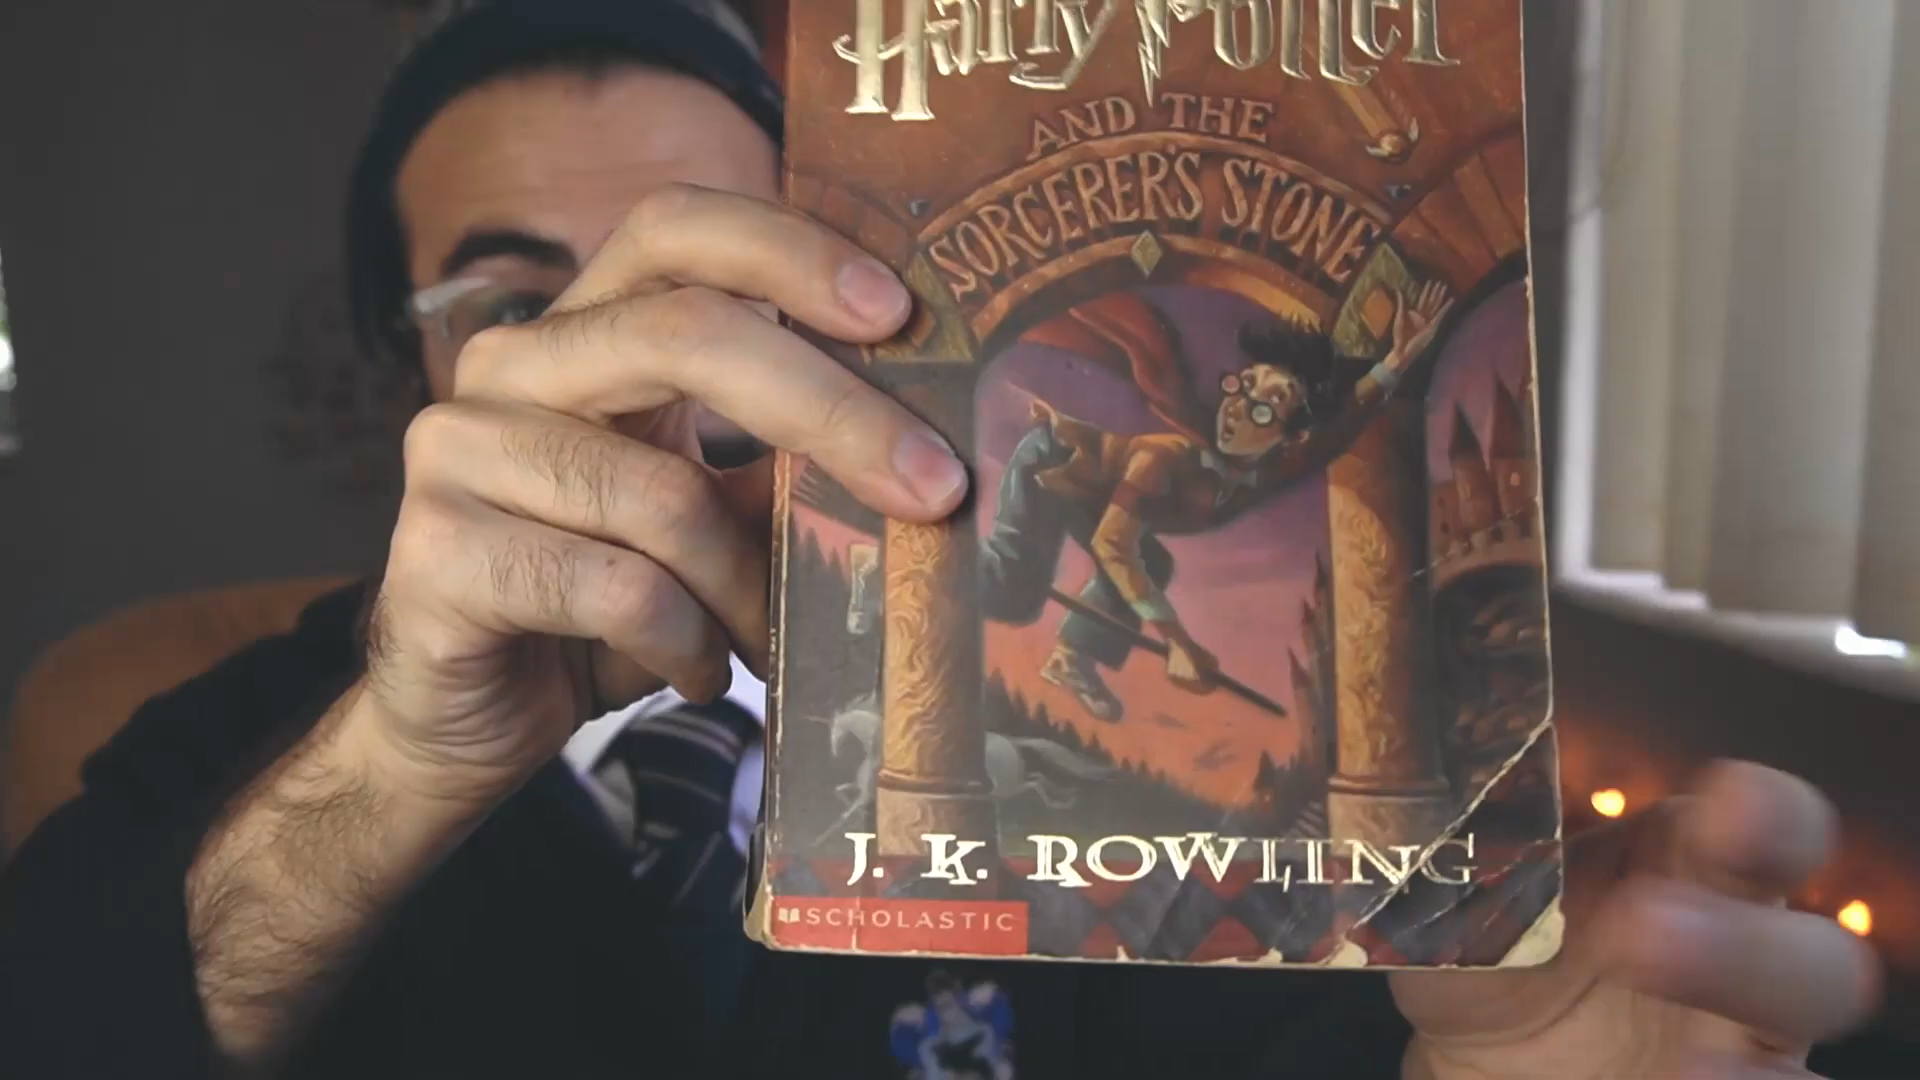 Harry Potter
AND THE
SORCERER'S STONE
J. K. ROWLING
SCHOLASTIC